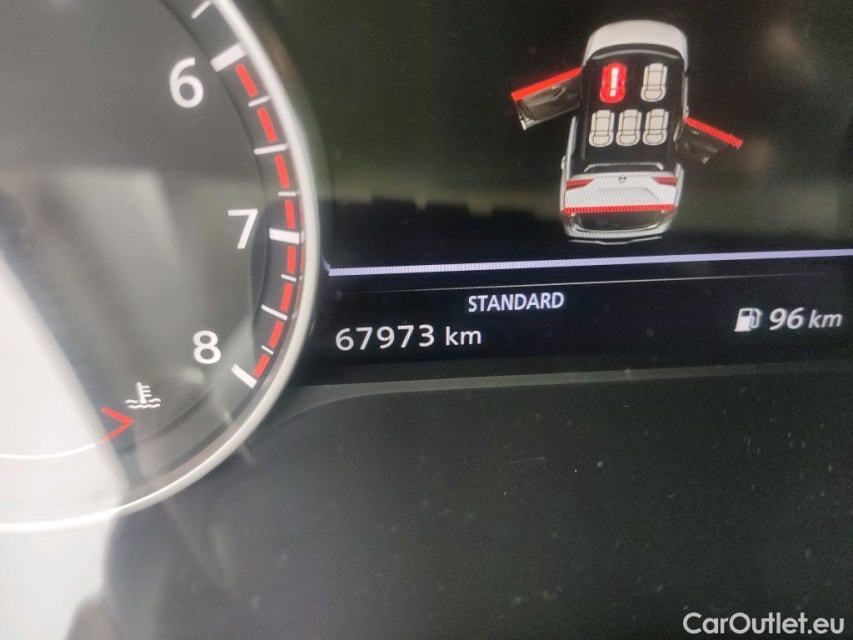 6
7
8
STANDARD
67973 km
96 km
CarOutlet.eu